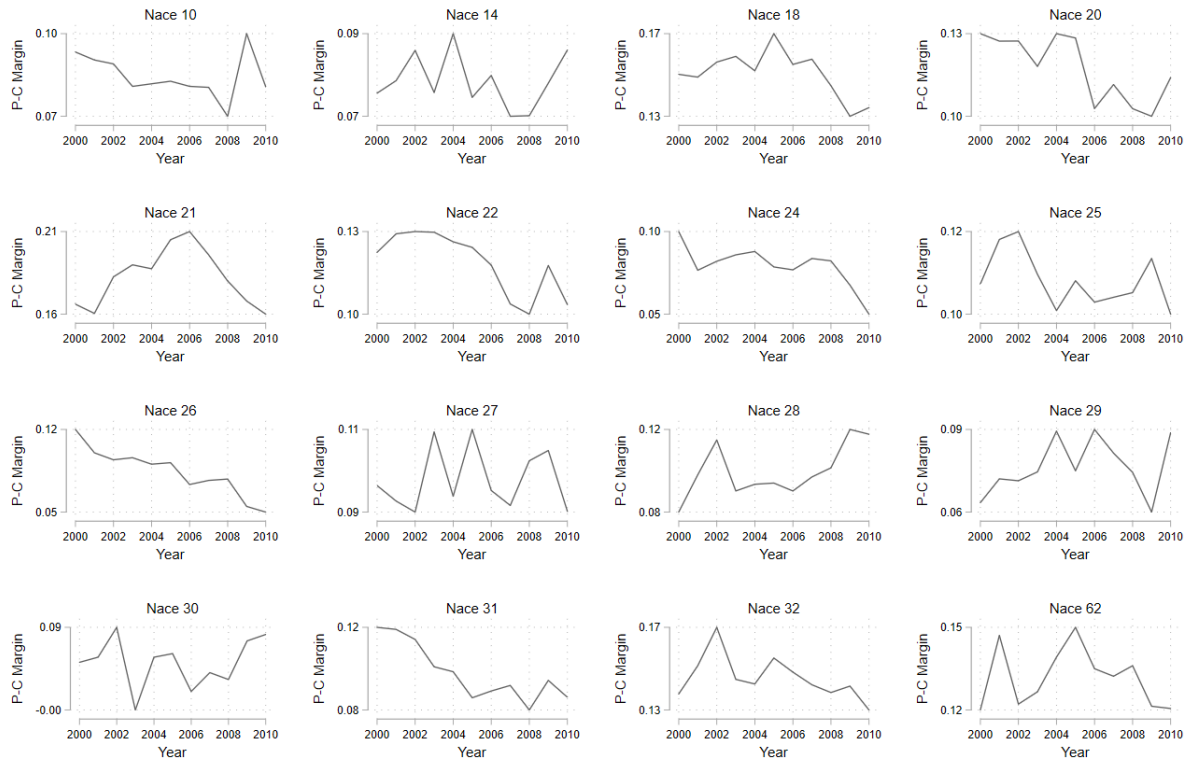 Nace 10 Nace 14 Nace 18 Nace 20
0.10 0.09 0.17 0.13
P-C Margin P-C Margin P-C Margin P-C Margin
0.07 0.07 0.13 0.10
2000 2002 2004 2006 2008 2010 2000 2002 2004 2006 2008 2010 2000 2002 2004 2006 2008 2010 2000 2002 2004 2006 2008 2010
Year Year Year Year
Nace 21 Nace 22 Nace 24 Nace 25
0.21 0.13 0.10 0.12
P-C Margin P-C Margin P-C Margin P-C Margin
0.16 0.10 0.05 0.10
2000 2002 2004 2006 2008 2010 2000 2002 2004 2006 2008 2010 2000 2002 2004 2006 2008 2010 2000 2002 2004 2006 2008 2010
Year Year Year Year
Nace 26 Nace 27 Nace 28 Nace 29
0.12 0.11 0.12 0.09
P-C Margin P-C Margin P-C Margin P-C Margin
0.05 0.09 0.08 0.06
2000 2002 2004 2006 2008 2010 2000 2002 2004 2006 2008 2010 2000 2002 2004 2006 2008 2010 2000 2002 2004 2006 2008 2010
Year Year Year Year
Nace 30 Nace 31 Nace 32 Nace 62
0.09 0.12 0.17 0.15
P-C Margin P-C Margin P-C Margin P-C Margin
-0.00 0.08 0.13 0.12
2000 2002 2004 2006 2008 2010 2000 2002 2004 2006 2008 2010 2000 2002 2004 2006 2008 2010 2000 2002 2004 2006 2008 2010
Year Year Year Year